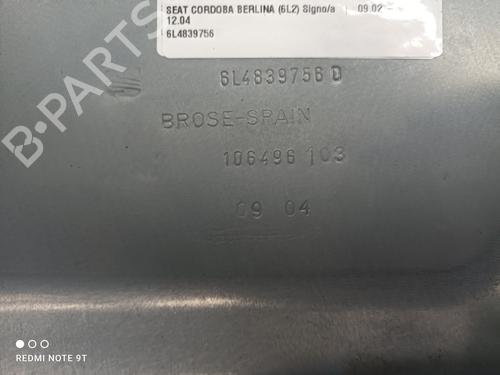 SEAT CORDOBA BERLINA (6L2) Signo/a 09.02
12.04
6L4839756
6L4839756 D
BROSE-SPAIN
106496 103
09 04
B-PARTS
REDMI NOTE 9T